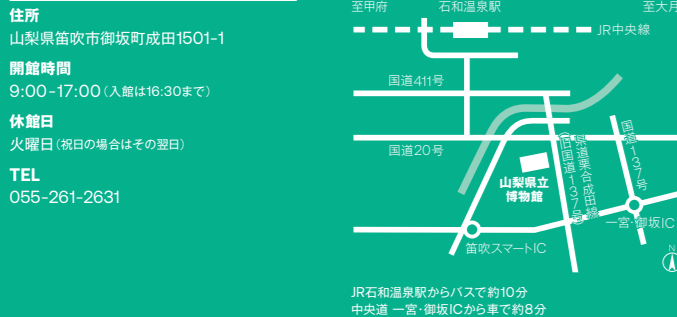 住所
山梨県笛吹市御坂町成田1501-1
開館時間
9:00-17:00（入館は16:30まで）
休館日
火曜日（祝日の場合はその翌日）
TEL
055-261-2631
至甲府
石和温泉駅
至大月
JR中央線
国道411号
国道20号
山梨県立
博物館
県道栗合成田線
（旧国道137号）
国道137号
一宮・御坂IC
笛吹スマートIC
N
JR石和温泉駅からバスで約10分
中央道 一宮・御坂ICから車で約8分